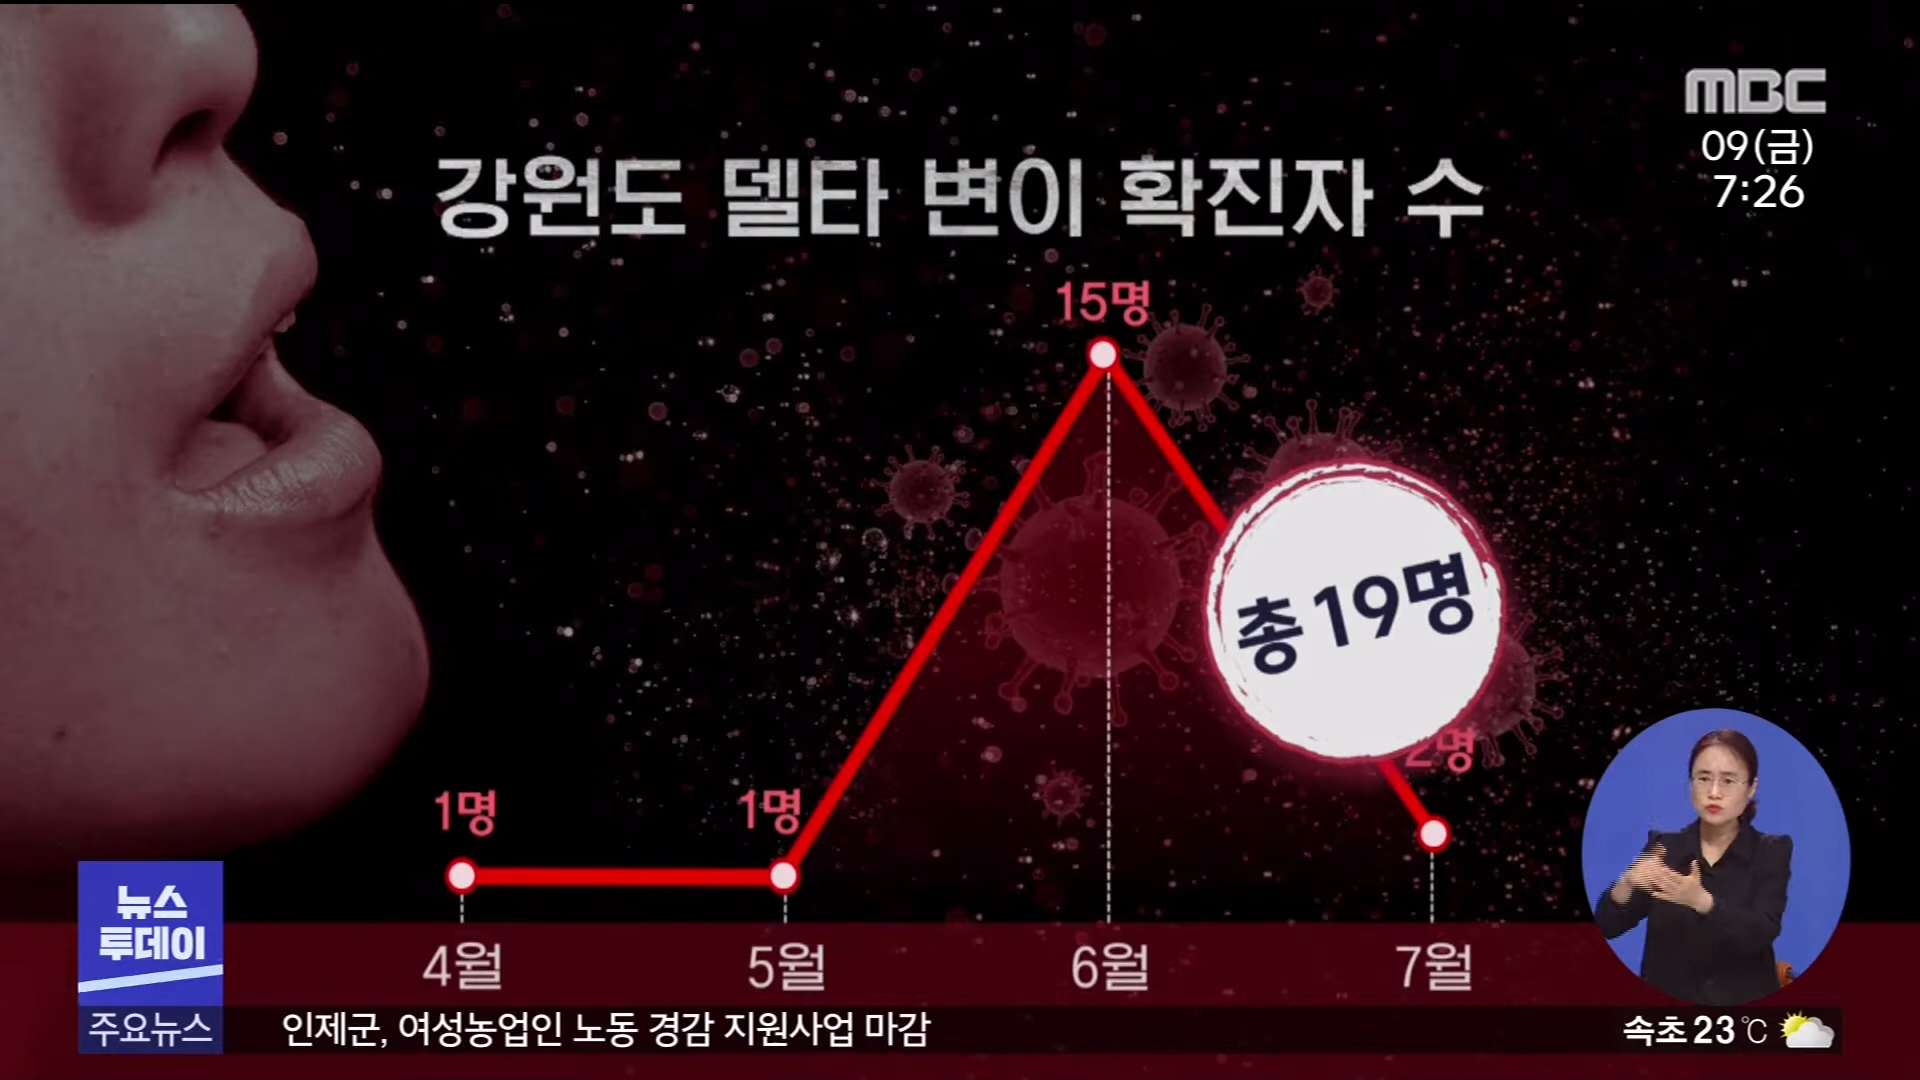 MBC
09(금)
7:26
강원도 델타 변이 확진자 수
15명
총 19명
2명
1명
1명
4월
5월
6월
7월
뉴스
투데이
주요뉴스
인제군, 여성농업인 노동 경감 지원사업 마감
속초 23℃